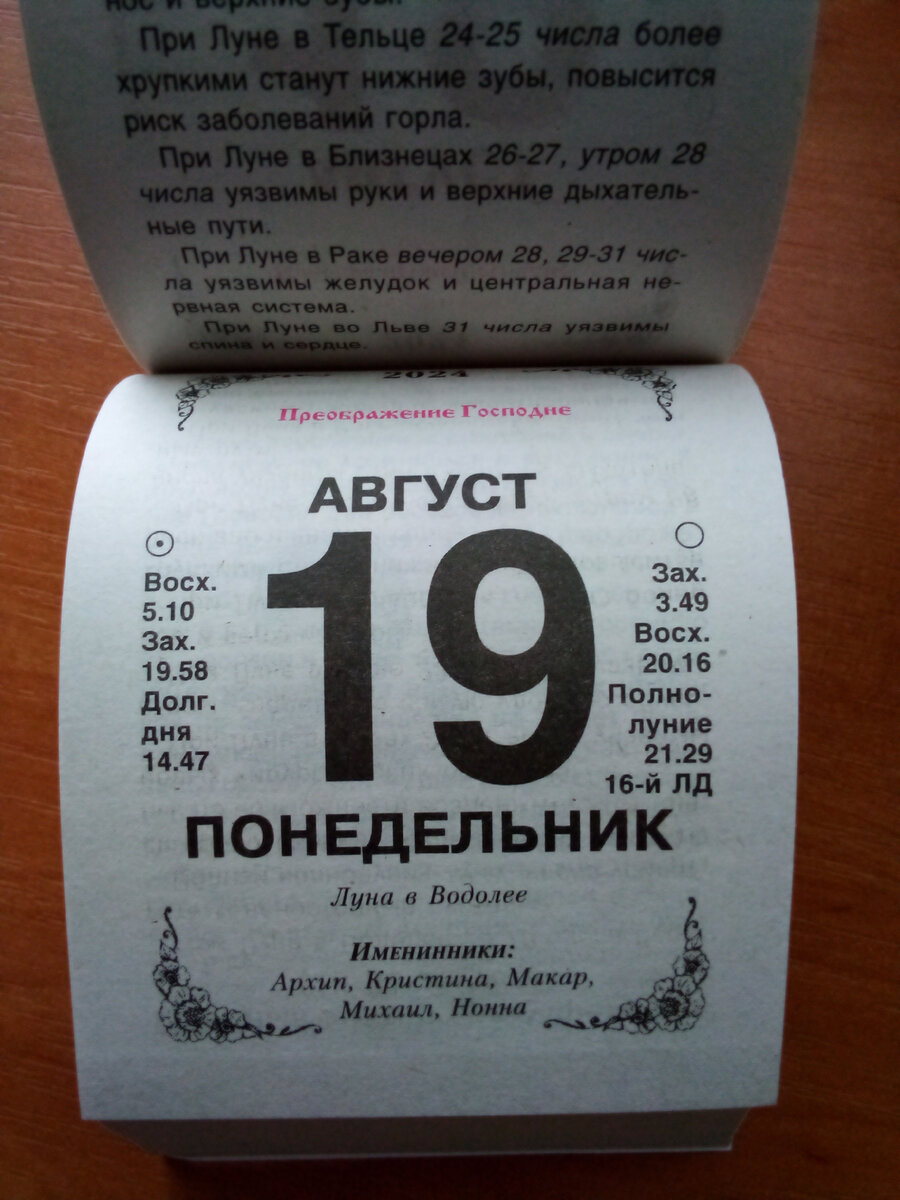 нос и верхние зубы.
При Луне в Тельце 24-25 числа более
хрупкими станут нижние зубы, повысится
риск заболеваний горла.
При Луне в Близнецах 26-27, утром 28
числа уязвимы руки и верхние дыхатель-
ные пути.
При Луне в Раке вечером 28, 29-31 чис-
ла уязвимы желудок и центральная не-
рвная система.
При Луне во Льве 31 числа уязвимы
спина и сердце.
2024
Преображение Господне
АВГУСТ
19
Восх.
5.10
Зах.
19.58
Долг.
дня
14.47
Зах.
3.49
Восх.
20.16
Полно-
луние
21.29
16-й ЛД
ПОНЕДЕЛЬНИК
Луна в Водолее
Именинники:
Архип, Кристина, Макар,
Михаил, Нонна